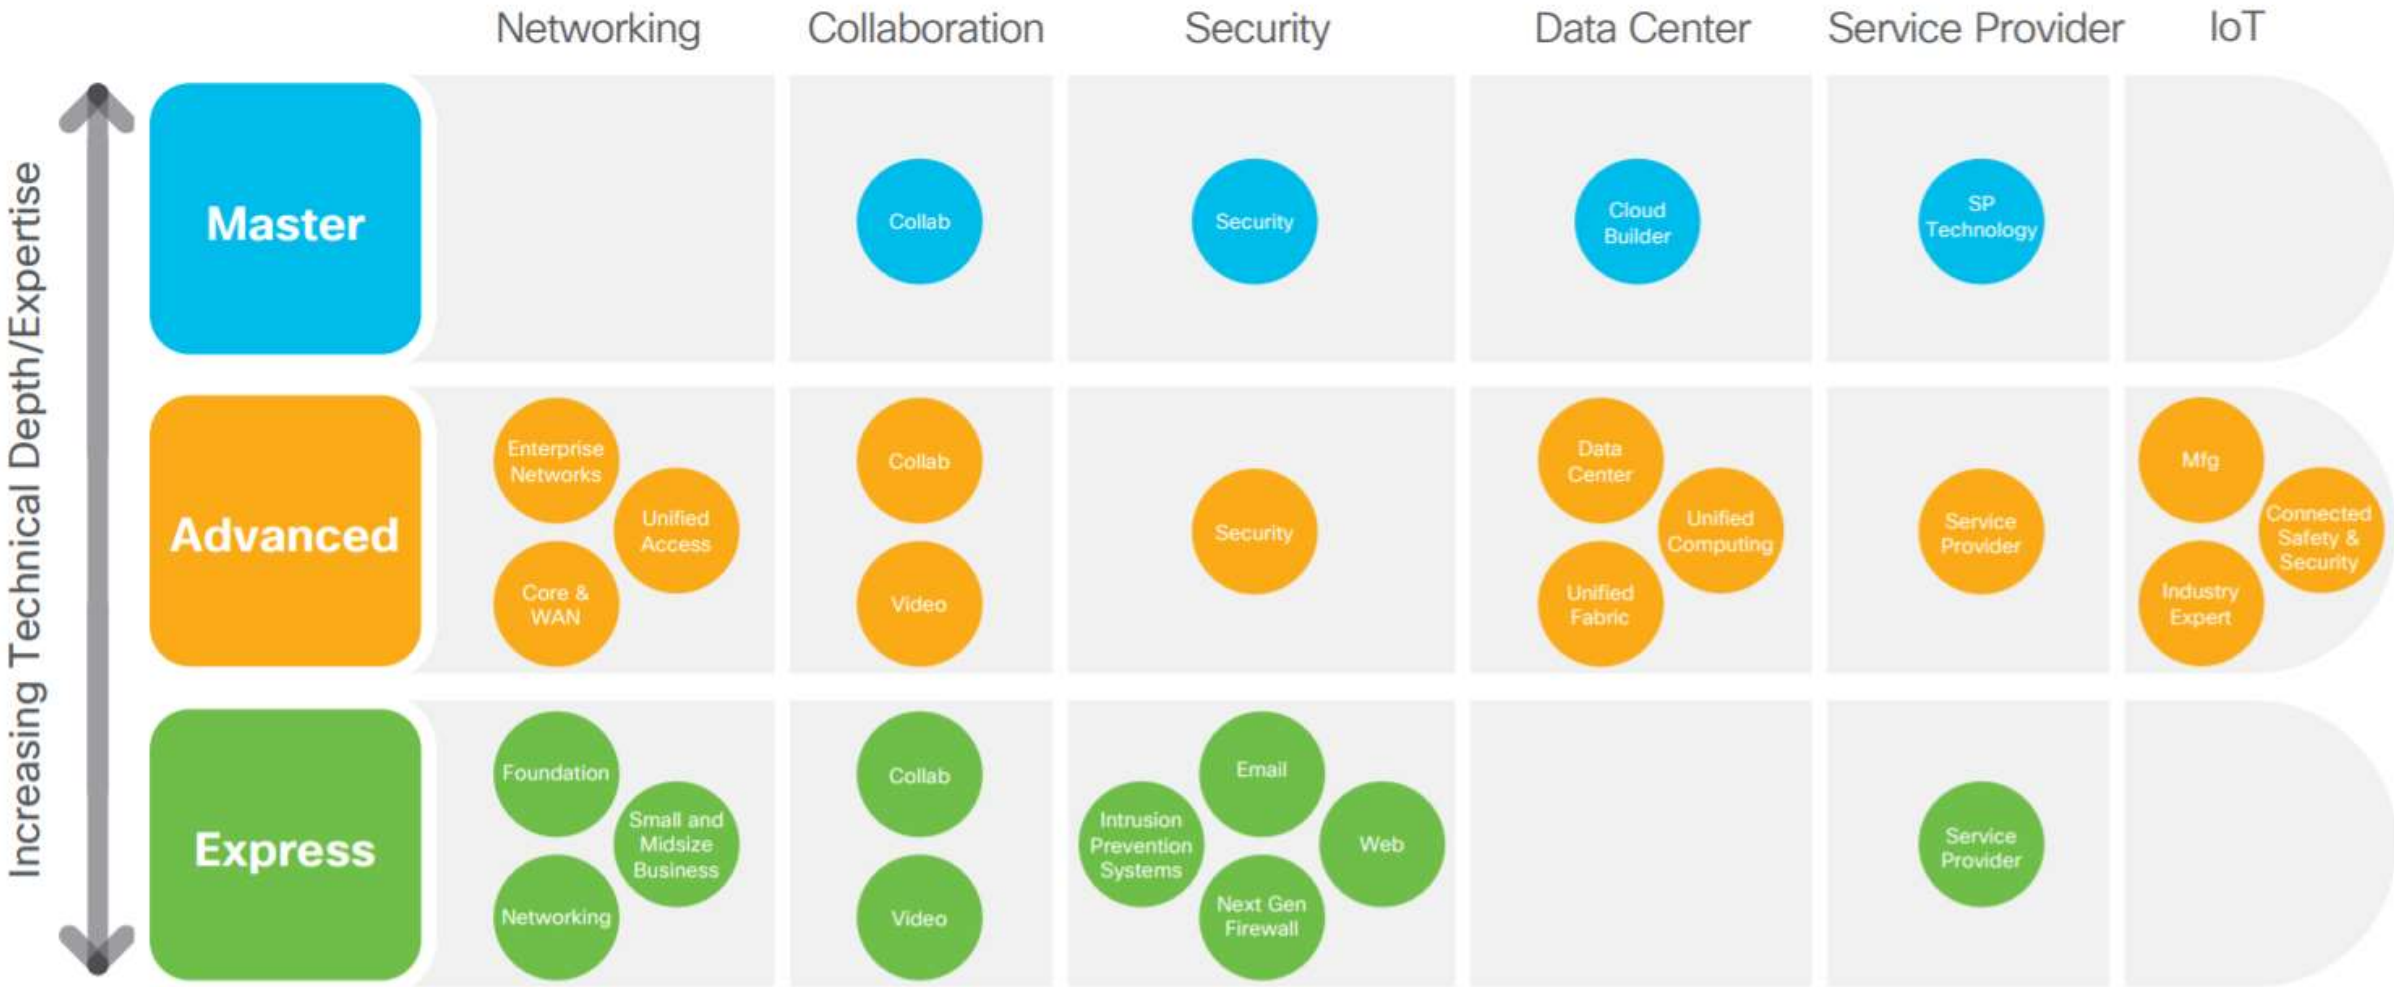 Networking
Collaboration
Security
Data Center
Service Provider
IoT
Increasing Technical Depth/Expertise
Master
Collab
Security
Cloud
Builder
SP
Technology
Advanced
Enterprise
Networks
Unified
Access
Core &
WAN
Collab
Video
Security
Data
Center
Unified
Computing
Unified
Fabric
Service
Provider
Mfg
Connected
Safety &
Security
Industry
Expert
Express
Foundation
Small and
Midsize
Business
Networking
Collab
Video
Intrusion
Prevention
Systems
Email
Web
Next Gen
Firewall
Service
Provider